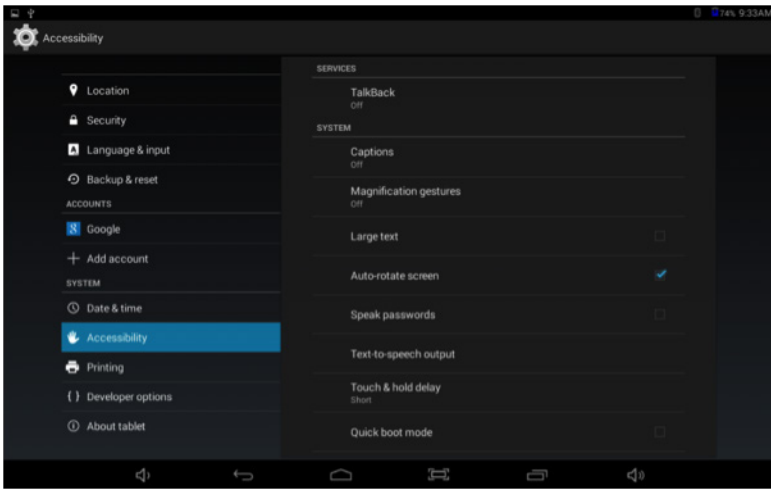 74% 9:33AM
Accessibility
Location
Security
Language & input
Backup & reset
ACCOUNTS
Google
Add account
SYSTEM
Date & time
Accessibility
Printing
{ } Developer options
About tablet
SERVICES
TalkBack
Off
SYSTEM
Captions
Off
Magnification gestures
Off
Large text
Auto-rotate screen
Speak passwords
Text-to-speech output
Touch & hold delay
Short
Quick boot mode